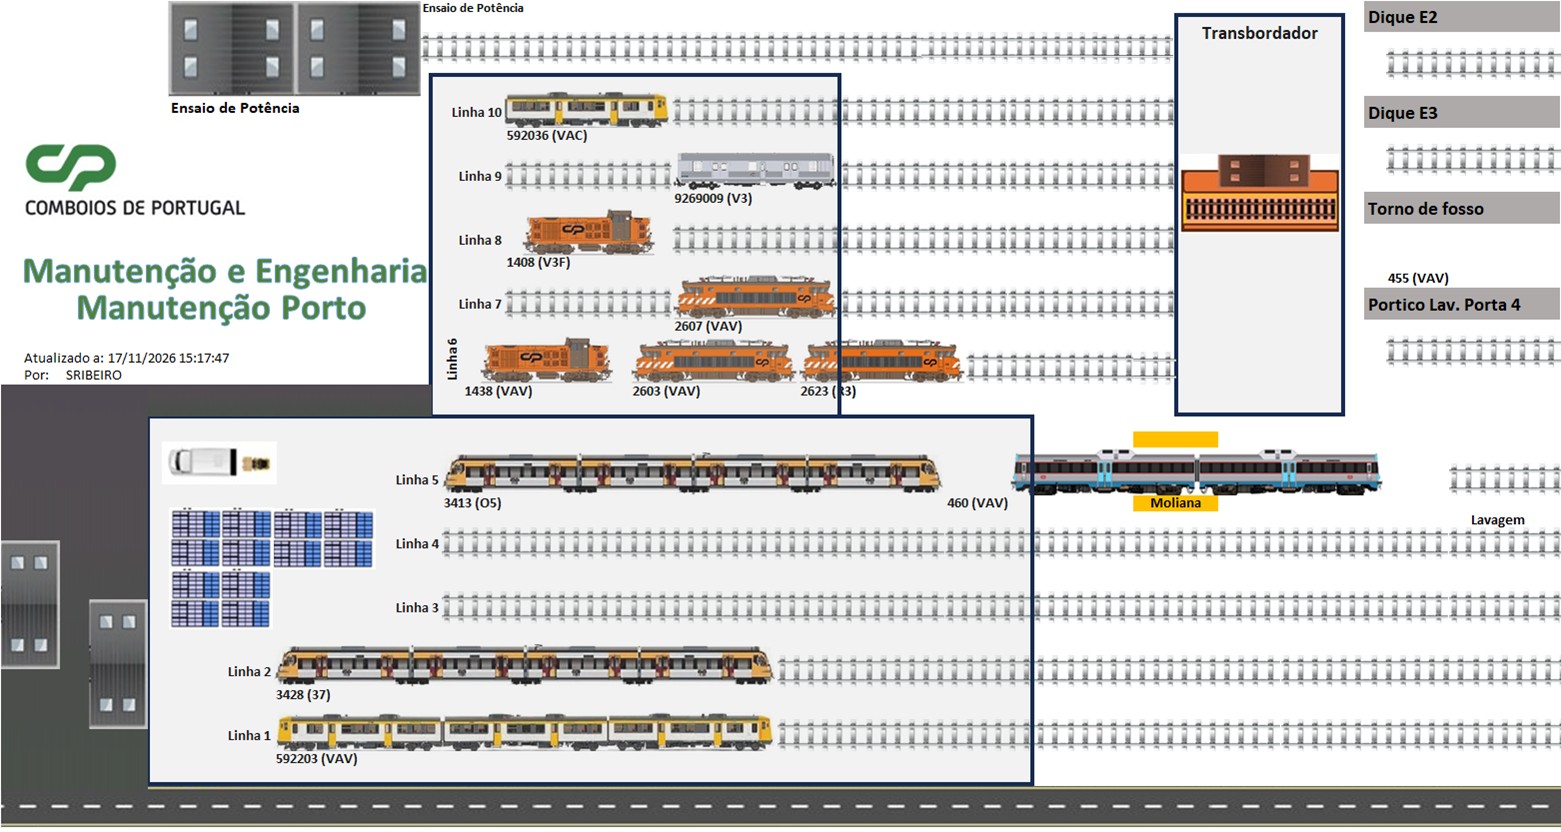 Ensaio de Potência
Ensaio de Potência
COMBOIOS DE PORTUGAL
Manutenção e Engenharia
Manutenção Porto
Atualizado a: 17/11/2026 15:17:47
Por: SRIBEIRO
Linha 10
592036 (VAC)
Linha 9
9269009 (V3)
Linha 8
1408 (V3F)
Linha 7
2607 (VAV)
Linha 6
1438 (VAV)
2603 (VAV)
2623 (R3)
Transbordador
Dique E2
Dique E3
Torno de fosso
455 (VAV)
Portico Lav. Porta 4
Linha 5
3413 (O5)
460 (VAV)
Moliana
Lavagem
Linha 4
Linha 3
Linha 2
3428 (37)
Linha 1
592203 (VAV)